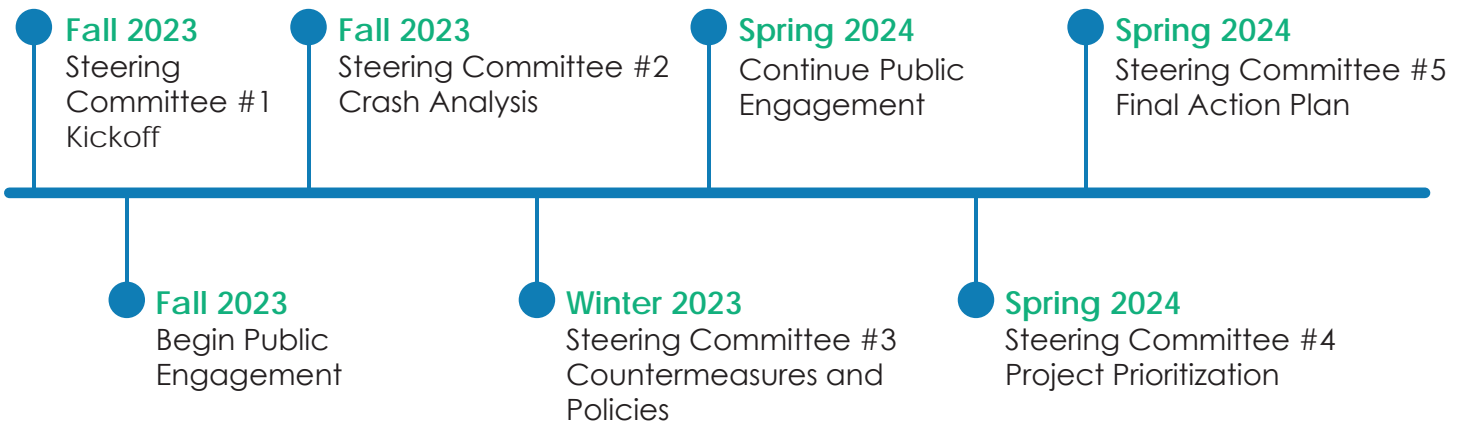 Fall 2023
Steering
Committee #1
Kickoff
Fall 2023
Begin Public
Engagement
Fall 2023
Steering Committee #2
Crash Analysis
Winter 2023
Steering Committee #3
Countermeasures and
Policies
Spring 2024
Continue Public
Engagement
Spring 2024
Steering Committee #4
Project Prioritization
Spring 2024
Steering Committee #5
Final Action Plan